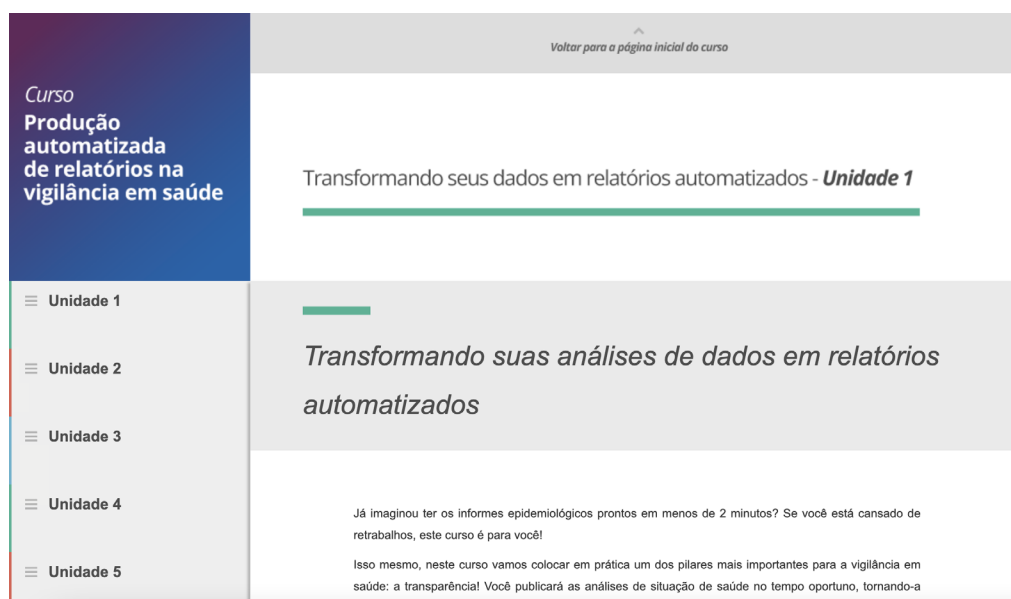 Voltar para a página inicial do curso
Curso
Produção
automatizada
de relatórios na
vigilância em saúde
Transformando seus dados em relatórios automatizados - Unidade 1
Unidade 1
Unidade 2
Unidade 3
Unidade 4
Unidade 5
Transformando suas análises de dados em relatórios
automatizados
Já imaginou ter os informes epidemiológicos prontos em menos de 2 minutos? Se você está cansado de
retrabalhos, este curso é para você!
Isso mesmo, neste curso vamos colocar em prática um dos pilares mais importantes para a vigilância em
saúde: a transparência! Você publicará as análises de situação de saúde no tempo oportuno, tornando-a